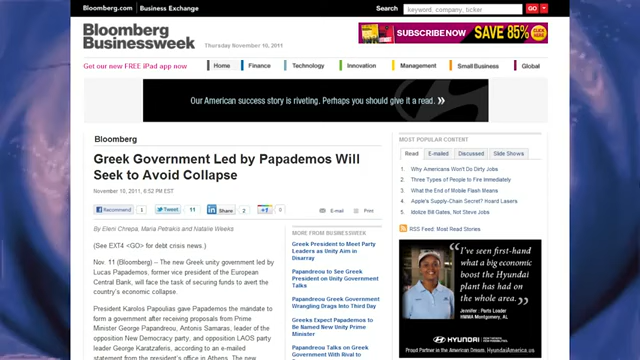 Bloomberg.com | Business Exchange
Search
keyword, company, ticker
GO
Bloomberg
Businessweek
Thursday November 10, 2011
SUBSCRIBE NOW SAVE 85%
Get our new FREE iPad app now
Home
Finance
Technology
Innovation
Management
Small Business
Global
Our American success story is riveting. Perhaps you should give it a read. »
Bloomberg
Greek Government Led by Papademos Will
Seek to Avoid Collapse
November 10, 2011, 6:52 PM EST
Recommend 1
Tweet 11
Share 2
+1 0
E-mail
Print
By Eleni Chrepa, Maria Petrakis and Natalie Weeks
(See EXT4 <GO> for debt crisis news.)
Nov. 11 (Bloomberg) -- The new Greek unity government led by
Lucas Papademos, former vice president of the European
Central Bank, will face the task of securing funds to avert the
country's economic collapse.
President Karolos Papoulias gave Papademos the mandate to
form a government after receiving proposals from Prime
Minister George Papandreou, Antonis Samaras, leader of the
opposition New Democracy party, and opposition LAOS party
leader George Karatzaferis, according to an e-mailed
statement from the president's office in Athens. The new
MORE FROM BUSINESSWEEK
Greek President to Meet Party
Leaders as Unity Aim in
Disarray
Papandreou to See Greek
President on Unity Government
Talks
Papandreou Government
Wrangling Drags Into Third Day
Greeks Expect Papademos to
Be Named New Unity Prime
Minister
Papandreou Talks on Greek
Government With Rival to
MOST POPULAR CONTENT
Read
E-mailed
Discussed
Slide Shows
1. Why Americans Won't Do Dirty Jobs
2. Three Types of People to Fire Immediately
3. What the End of Mobile Flash Means
4. Apple's Supply-Chain Secret? Hoard Lasers
5. Idolize Bill Gates, Not Steve Jobs
RSS Feed: Most Read Stories
“I've seen first-hand
what a big economic
boost the Hyundai
plant has had on
the whole area.”
Jennifer Parts Loader
HMMA Montgomery, AL
HYUNDAI
Proud Partner in the American Dream. HyundaiAmerica.us